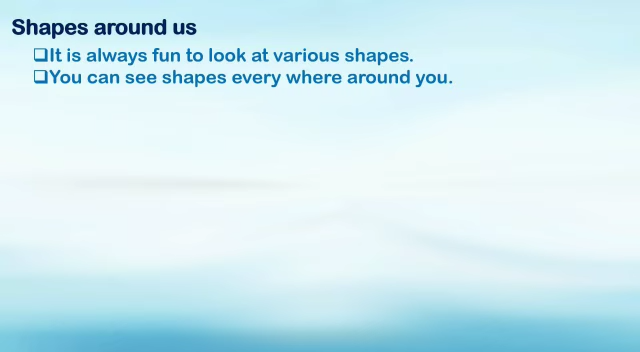 Shapes around us
❑It is always fun to look at various shapes.
❑You can see shapes every where around you.